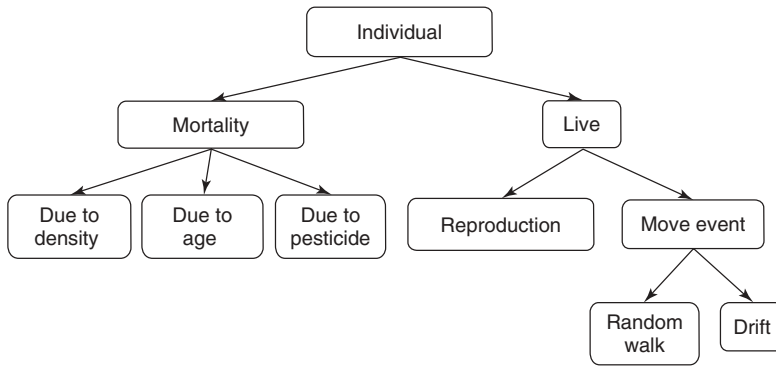 Individual
Mortality
Live
Due to
density
Due to
age
Due to
pesticide
Reproduction
Move event
Random
walk
Drift